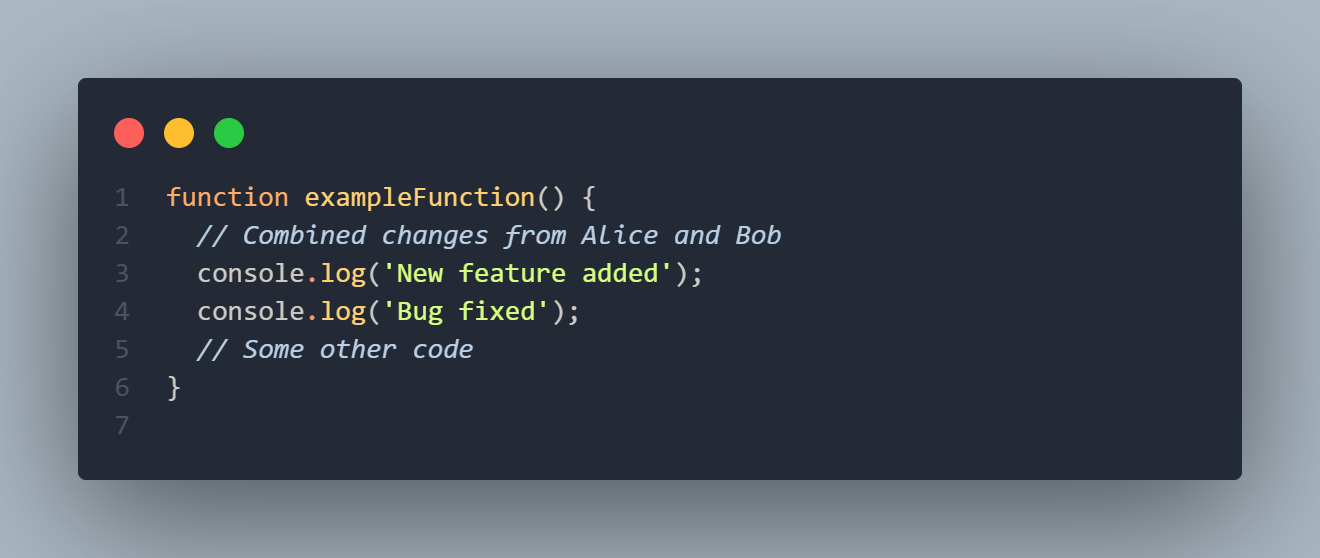 1 function exampleFunction() {
2   // Combined changes from Alice and Bob
3   console.log('New feature added');
4   console.log('Bug fixed');
5   // Some other code
6 }
7